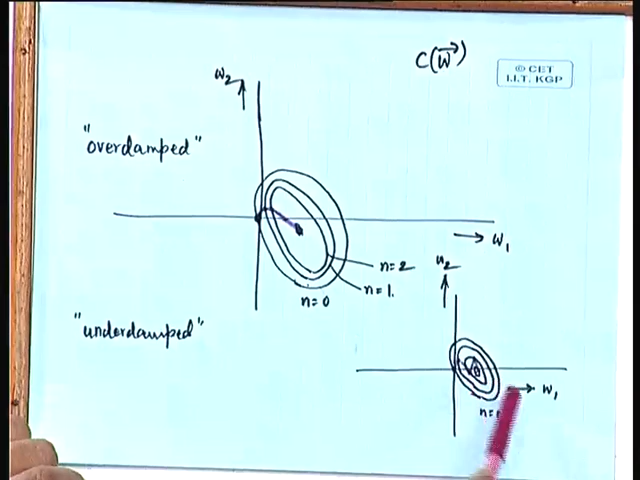 C(W→)
© CET
I.I.T. KGP
w₂
"overdamped"
w₁
n=2
n=1.
n=0
w₂
"underdamped"
w₁